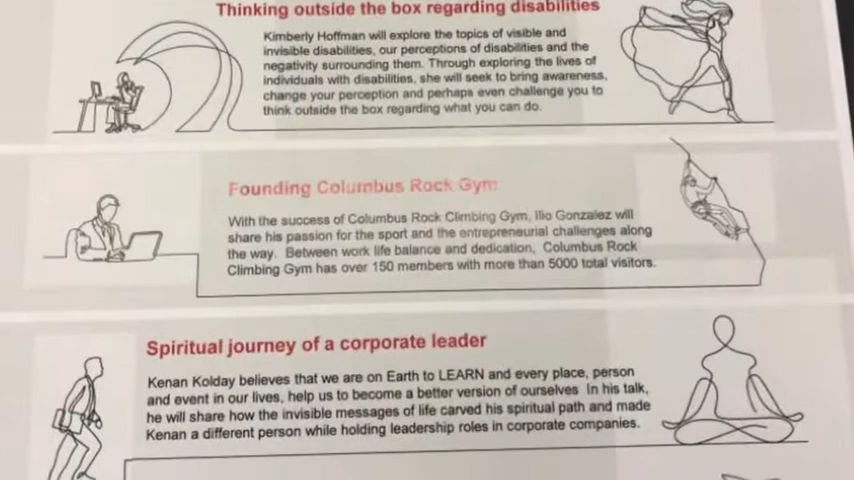 Thinking outside the box regarding disabilities
Kimberly Hoffman will explore the topics of visible and
invisible disabilities, our perceptions of disabilities and the
negativity surrounding them. Through exploring the lives of
individuals with disabilities, she will seek to bring awareness,
change your perception and perhaps even challenge you to
think outside the box regarding what you can do.
Founding Columbus Rock Gym
With the success of Columbus Rock Climbing Gym, Ilio Gonzalez will
share his passion for the sport and the entrepreneurial challenges along
the way. Between work life balance and dedication, Columbus Rock
Climbing Gym has over 150 members with more than 5000 total visitors.
Spiritual journey of a corporate leader
Kenan Kolday believes that we are on Earth to LEARN and every place, person
and event in our lives, help us to become a better version of ourselves In his talk,
he will share how the invisible messages of life carved his spiritual path and made
Kenan a different person while holding leadership roles in corporate companies.